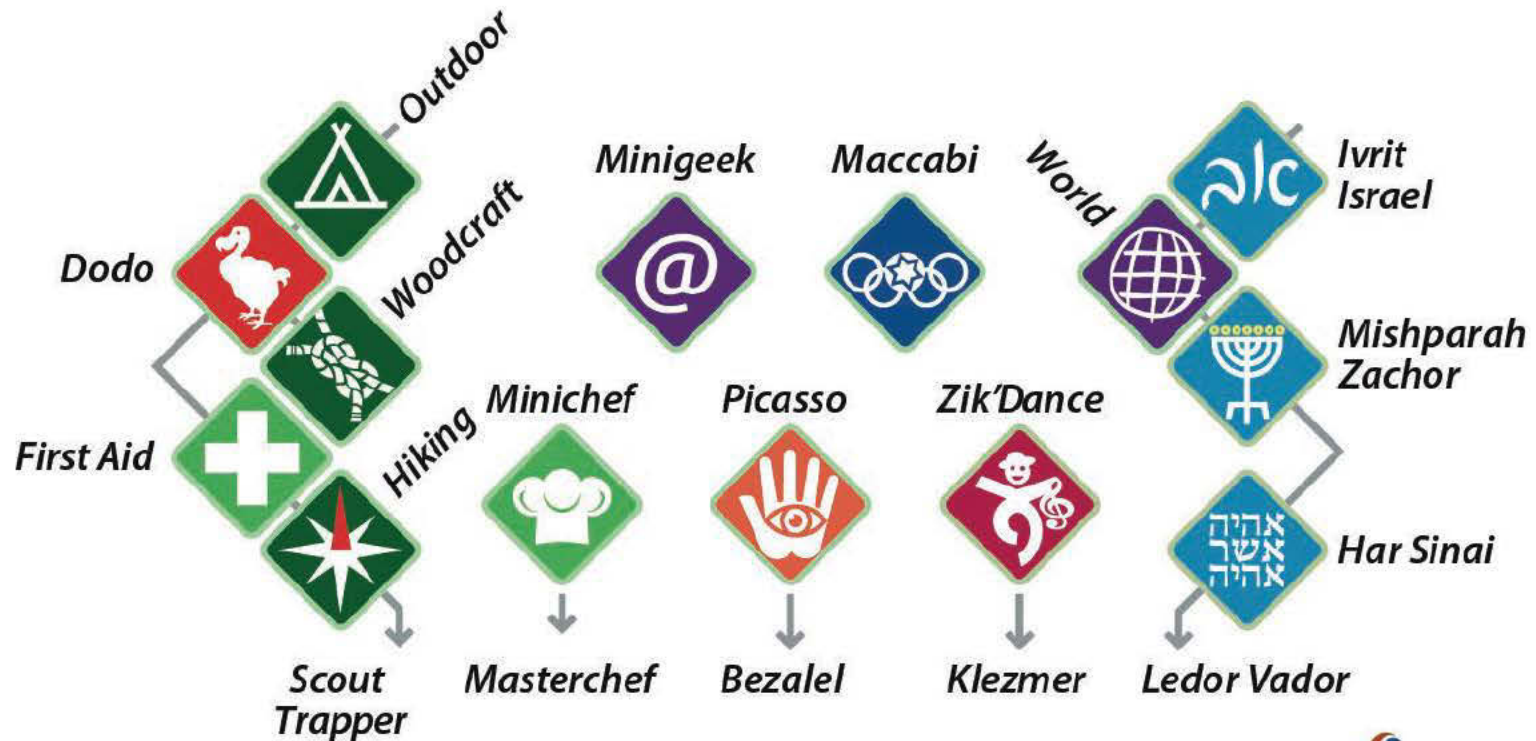 Outdoor
Minigeek
Maccabi
World
Ivrit
Israel
@
אב
Dodo
Woodcraft
Mishparah
Zachor
First Aid
Hiking
Minichef
Picasso
Zik'Dance
אהיה
אשר
אהיה
Har Sinai
Scout
Trapper
Masterchef
Bezalel
Klezmer
Ledor Vador